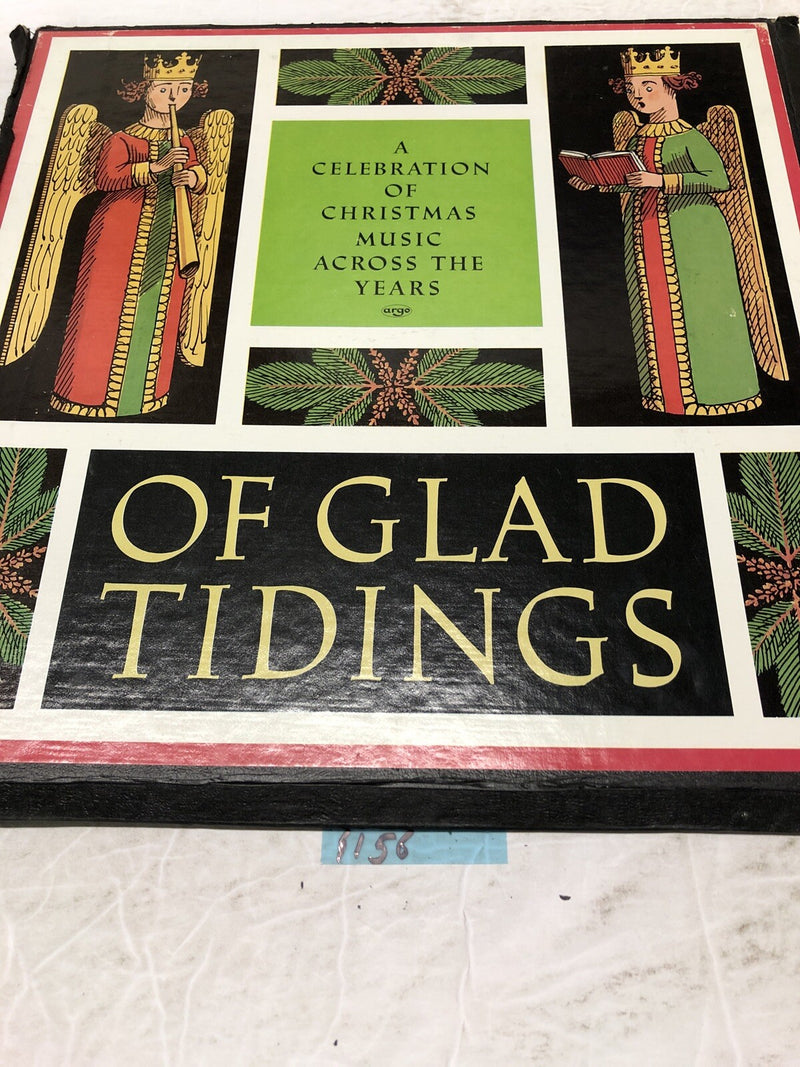 A
CELEBRATION
OF
CHRISTMAS
MUSIC
ACROSS THE
YEARS
argo
OF GLAD
TIDINGS
1156